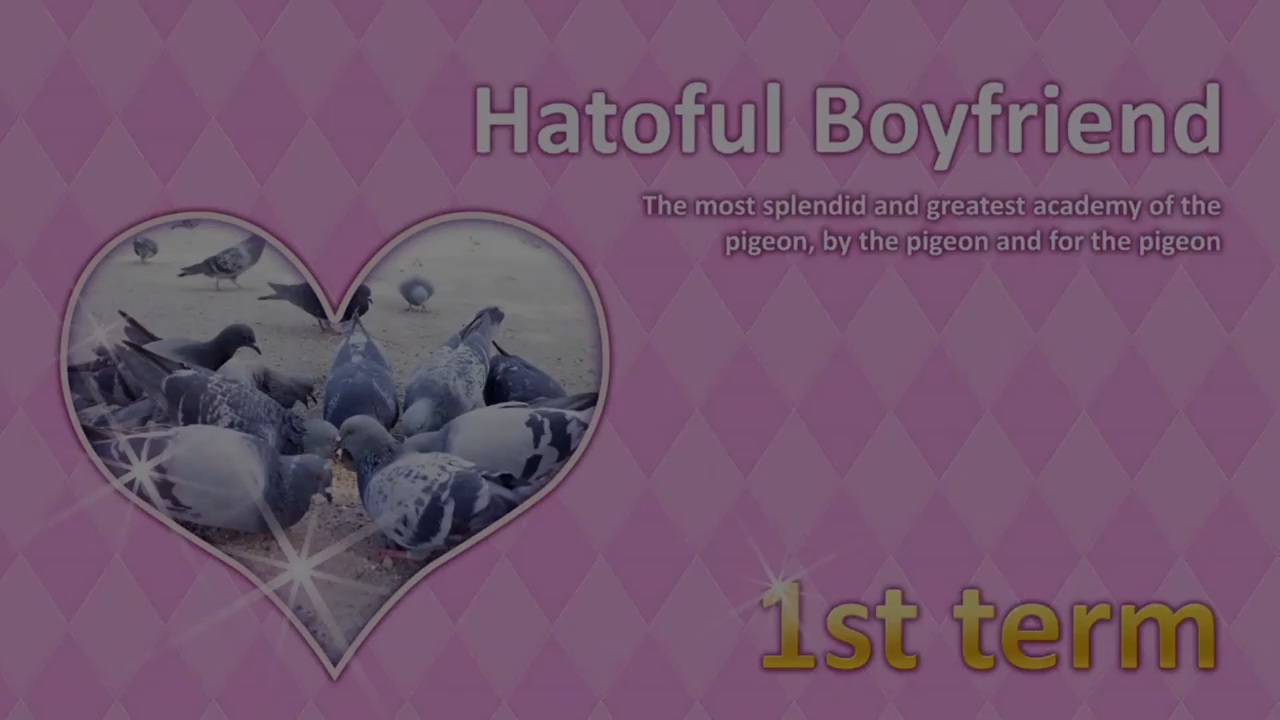 Hatoful Boyfriend
The most splendid and greatest academy of the
pigeon, by the pigeon and for the pigeon
1st term